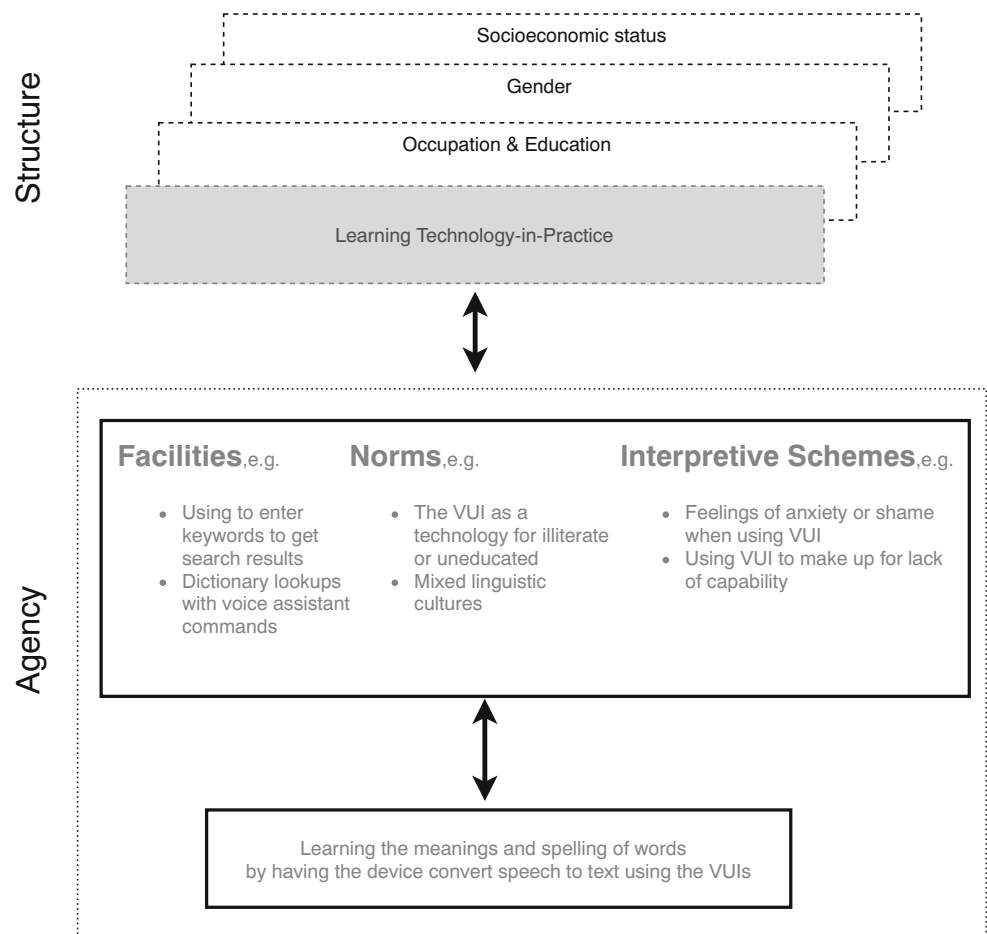 Structure
Socioeconomic status
Gender
Occupation & Education
Learning Technology-in-Practice
Agency
Facilities,e.g.
• Using to enter
keywords to get
search results
• Dictionary lookups
with voice assistant
commands
Norms,e.g.
• The VUI as a
technology for
illiterate
or uneducated
• Mixed linguistic
cultures
Interpretive Schemes,e.g.
• Feelings of anxiety or shame
when using VUI
• Using VUI to make up for lack
of capability
Learning the meanings and spelling of words
by having the device convert speech to text using the VUIs